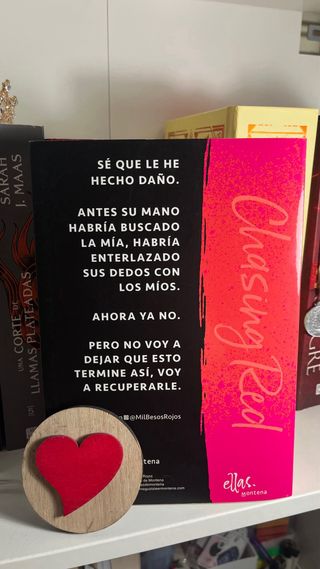 SÉ QUE LE HE
HECHO DAÑO.
ANTES SU MANO
HABRÍA BUSCADO
LA MÍA, HABRÍA
ENTERLAZADO
SUS DEDOS CON
LOS MÍOS.
AHORA YA NO.
PERO NO VOY A
DEJAR QUE ESTO
TERMINE ASÍ, VOY
A RECUPERARLE.
@MilBesosRojos
Chasing Red
ellas.
Montena
SARAH
J. MAAS
UNA CORTE DE
LLAMAS PLATEADAS